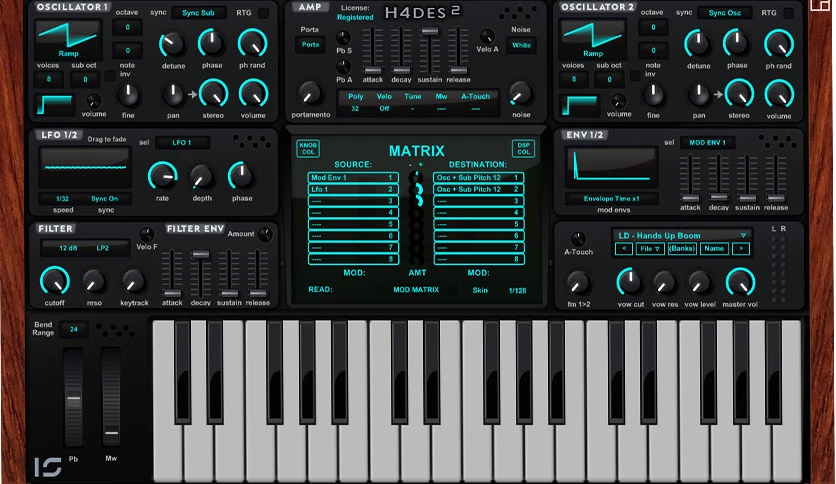 OSCILLATOR 1
octave
sync
Sync Sub
RTG
0
Ramp
0
voices
sub oct
note
inv
detune
phase
ph rand
8
0
volume
fine
pan
stereo
volume
AMP
License:
Registered
H4DES 2
Porta
Porta
Pb S
Pb A
attack
decay
sustain
release
Velo A
Noise
White
portamento
Poly
Velo
Tune
Mw
A-Touch
32
Off
- +
---
---
noise
OSCILLATOR 2
octave
sync
Sync Osc
RTG
0
Ramp
0
voices
sub oct
note
inv
detune
phase
ph rand
8
0
volume
fine
pan
stereo
volume
LFO 1/2
Drag to fade
sel
LFO 1
1/32
Sync On
speed
sync
rate
depth
phase
KNOB
COL
MATRIX
DSP
COL
SOURCE:
- +
DESTINATION:
Mod Env 1 1
Osc + Sub Pitch 12 1
Lfo 1 2
Osc + Sub Pitch 12 2
---- 3
---- 3
---- 4
---- 4
---- 5
---- 5
---- 6
---- 6
---- 7
---- 7
---- 8
---- 8
MOD:
AMT
MOD:
READ:
MOD MATRIX
Skin
1/128
ENV 1/2
sel
MOD ENV 1
Envelope Time x1
mod envs
attack
decay
sustain
release
FILTER
12 dB
LP2
Velo F
FILTER ENV
Amount
cutoff
reso
keytrack
attack
decay
sustain
release
A-Touch
LD - Hands Up Boom
<
File
(Banks)
Name
>
L R
fm 1>2
vow cut
vow res
vow level
master vol
Bend
Range
24
Pb
Mw